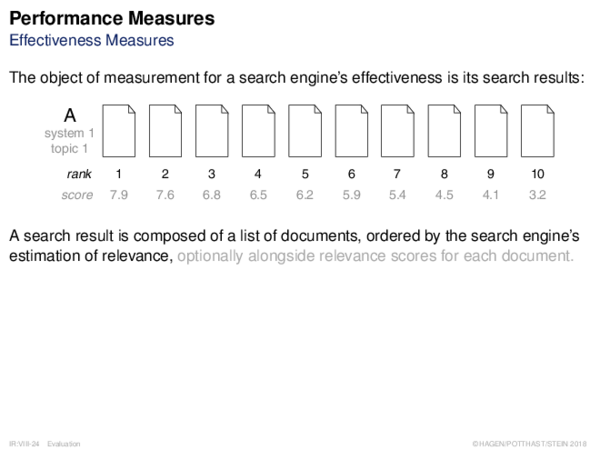 Performance Measures
Effectiveness Measures
The object of measurement for a search engine's effectiveness is its search results:
A
system 1
topic 1
rank 1 2 3 4 5 6 7 8 9 10
score 7.9 7.6 6.8 6.5 6.2 5.9 5.4 4.5 4.1 3.2
A search result is composed of a list of documents, ordered by the search engine's
estimation of relevance, optionally alongside relevance scores for each document.
IR:VIII-24 Evaluation ©HAGEN/POTTHAST/STEIN 2018